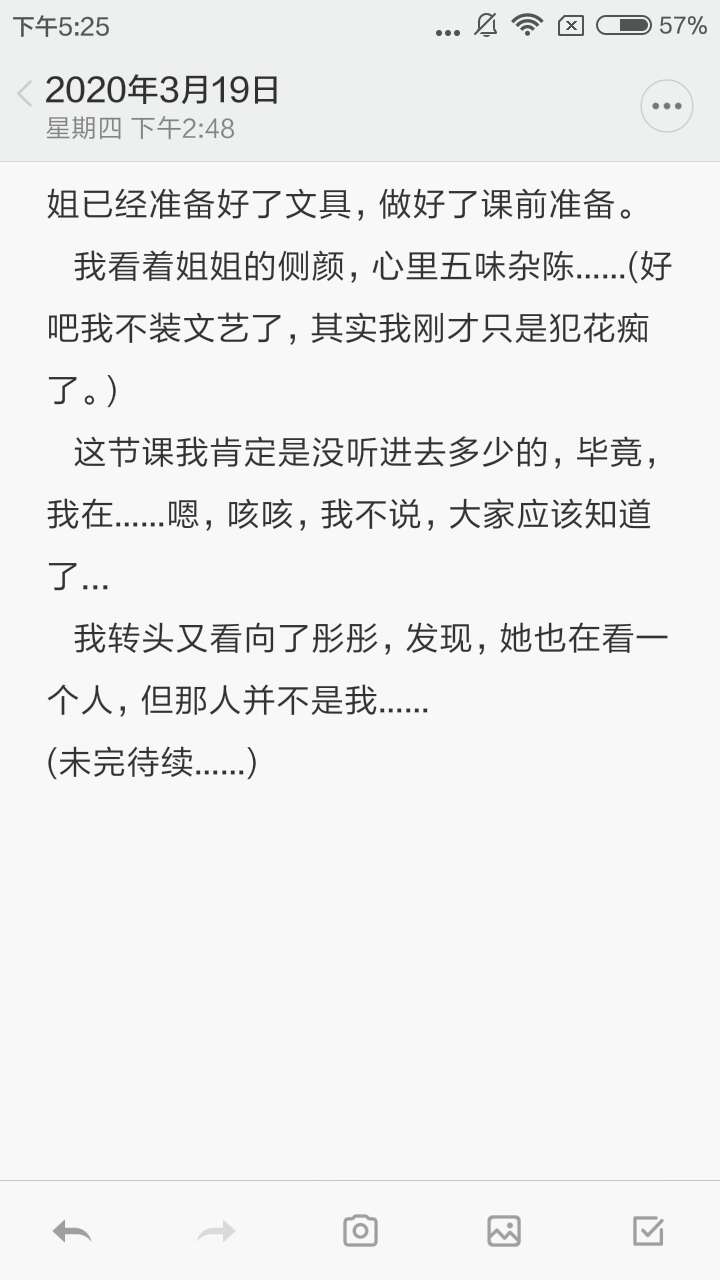 下午5:25
57%
2020年3月19日
星期四 下午2:48
姐已经准备好了文具，做好了课前准备。
我看着姐姐的侧颜，心里五味杂陈......(好
吧我不装文艺了，其实我刚才只是犯花痴
了。)
这节课我肯定是没听进去多少的，毕竟，
我在......嗯，咳咳，我不说，大家应该知道
了...
我转头又看向了彤彤，发现，她也在看一
个人，但那人并不是我......
(未完待续......)